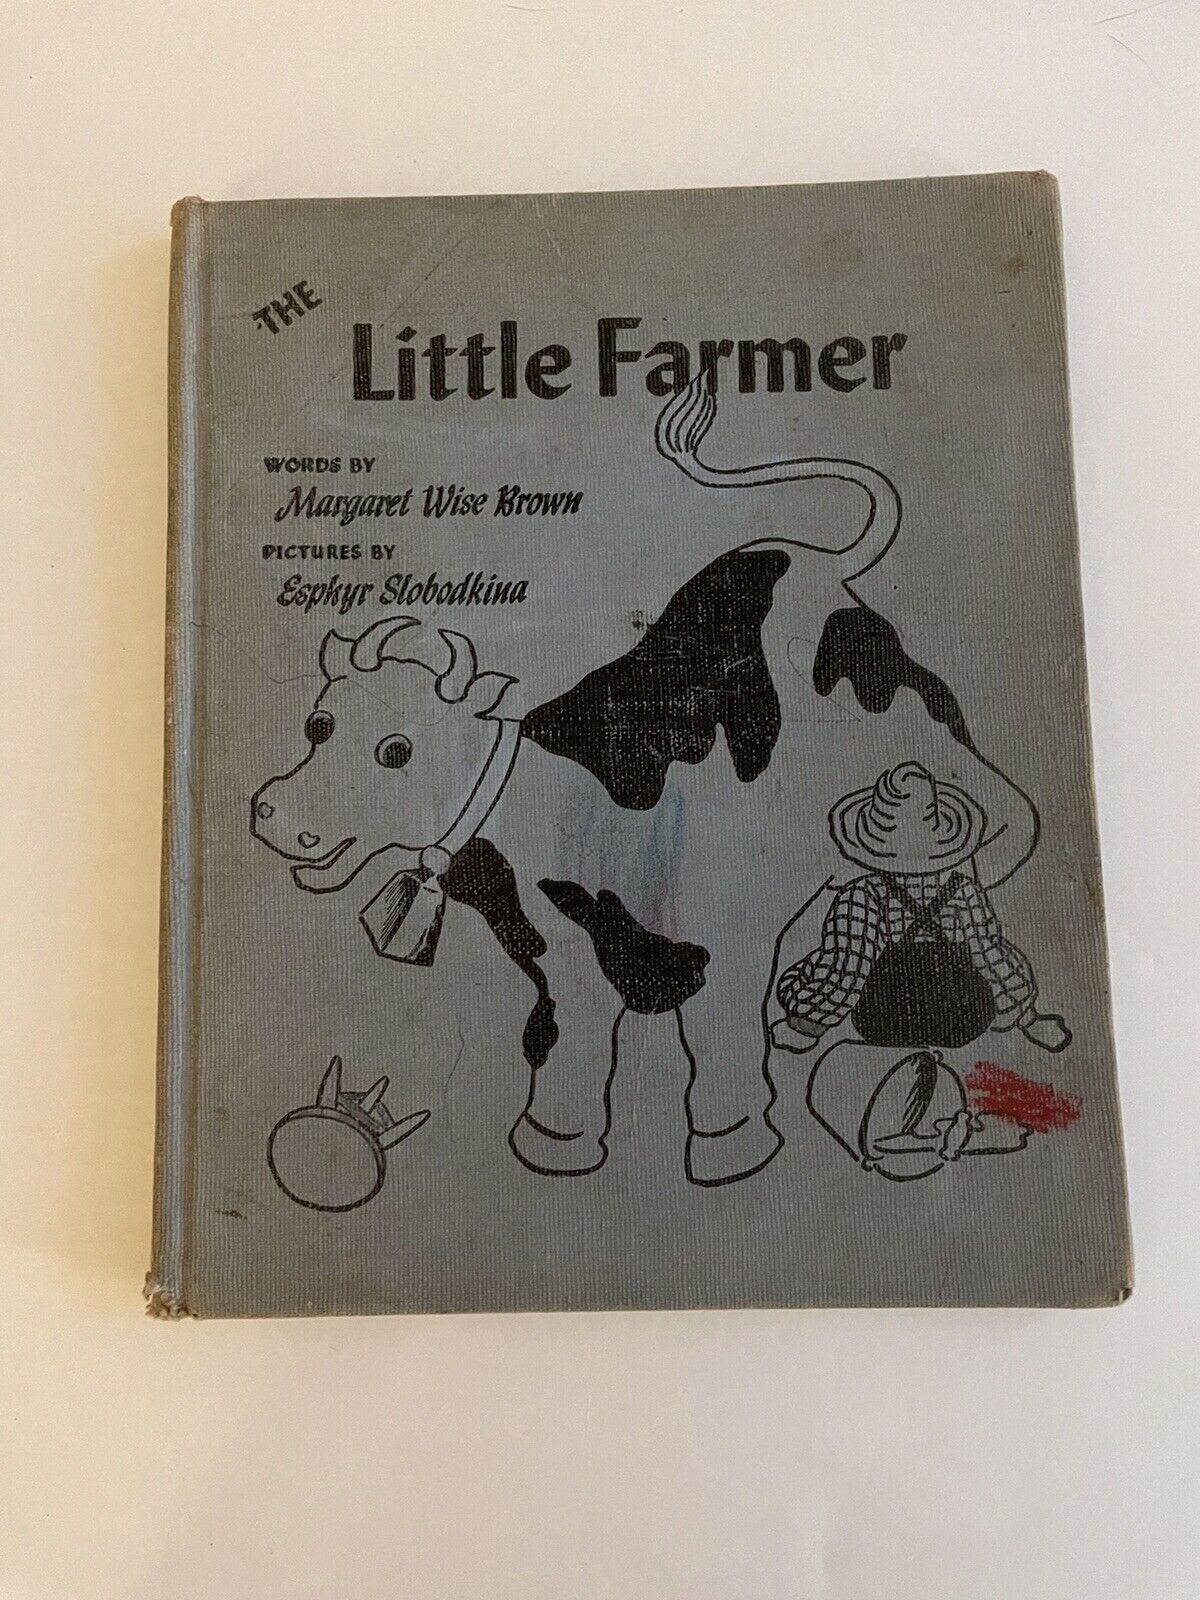 THE
Little Farmer
WORDS BY
Margaret Wise Brown
PICTURES BY
Esphyr Slobodkina